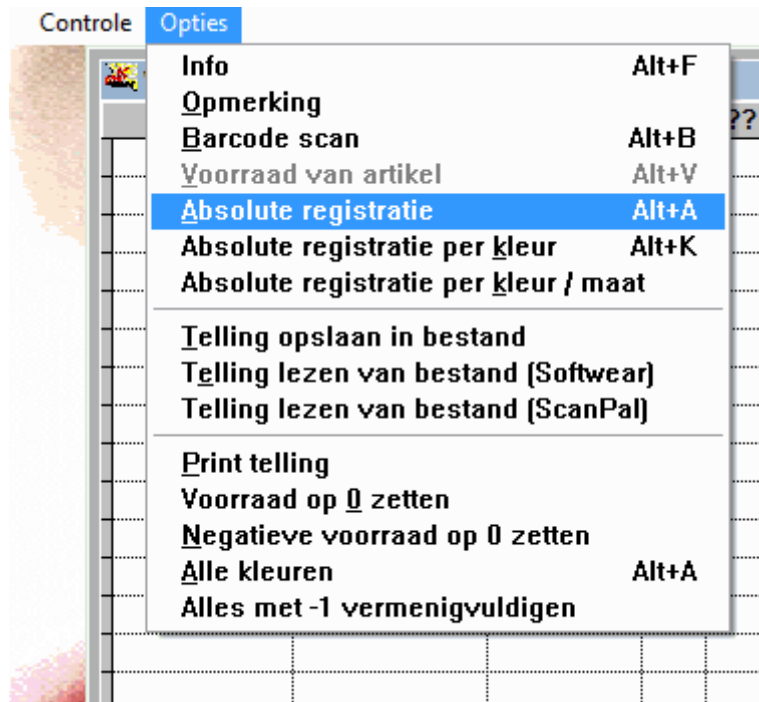 Controle Opties
Info Alt+F
Opmerking
Barcode scan Alt+B
Voorraad van artikel Alt+V
Absolute registratie Alt+A
Absolute registratie per kleur Alt+K
Absolute registratie per kleur / maat
Telling opslaan in bestand
Telling lezen van bestand (Softwear)
Telling lezen van bestand (ScanPal)
Print telling
Voorraad op 0 zetten
Negatieve voorraad op 0 zetten
Alle kleuren Alt+A
Alles met -1 vermenigvuldigen
??